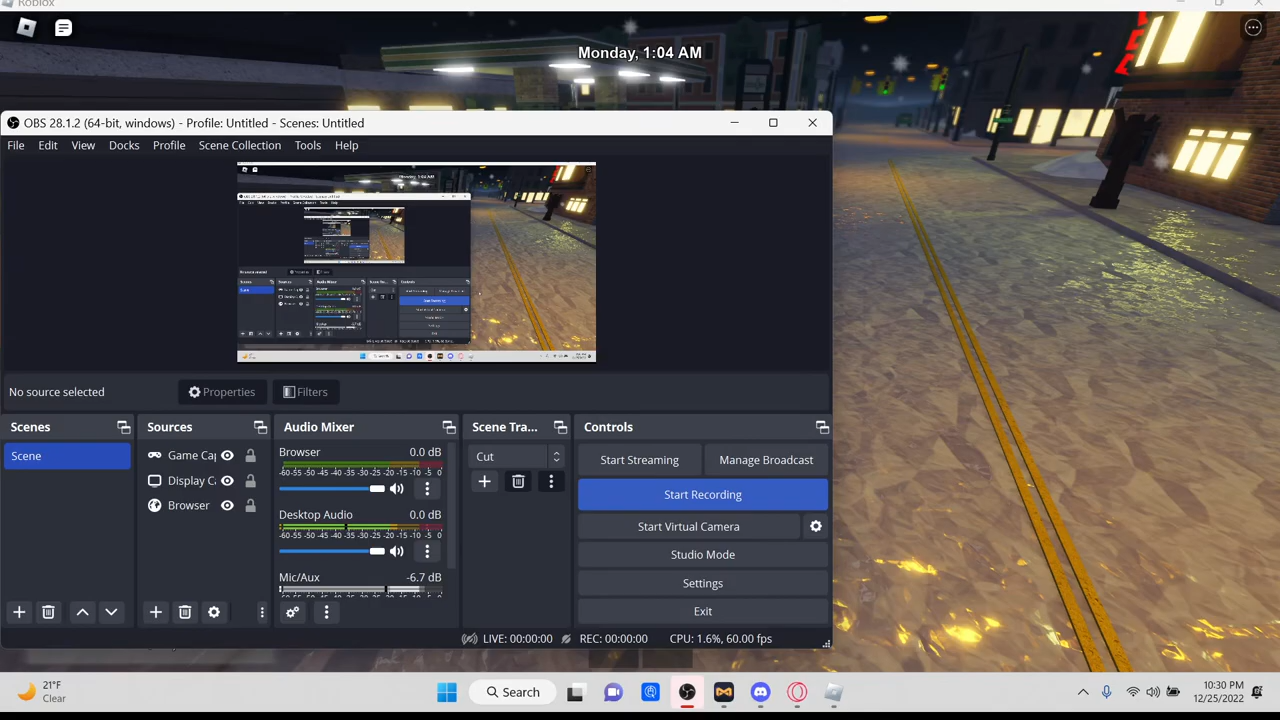 Roblox
Monday, 1:04 AM
OBS 28.1.2 (64-bit, windows) - Profile: Untitled - Scenes: Untitled
File Edit View Docks Profile Scene Collection Tools Help
No source selected Properties Filters
Scenes
Scene
Sources
Game Cap
Display C
Browser
Audio Mixer
Browser 0.0 dB
-60 -55 -50 -45 -40 -35 -30 -25 -20 -15 -10 -5 0
Desktop Audio 0.0 dB
-60 -55 -50 -45 -40 -35 -30 -25 -20 -15 -10 -5 0
Mic/Aux -6.7 dB
Scene Tra...
Cut
Controls
Start Streaming Manage Broadcast
Start Recording
Start Virtual Camera
Studio Mode
Settings
Exit
LIVE: 00:00:00 REC: 00:00:00 CPU: 1.6%, 60.00 fps
21°F
Clear
Search
10:30 PM
12/25/2022